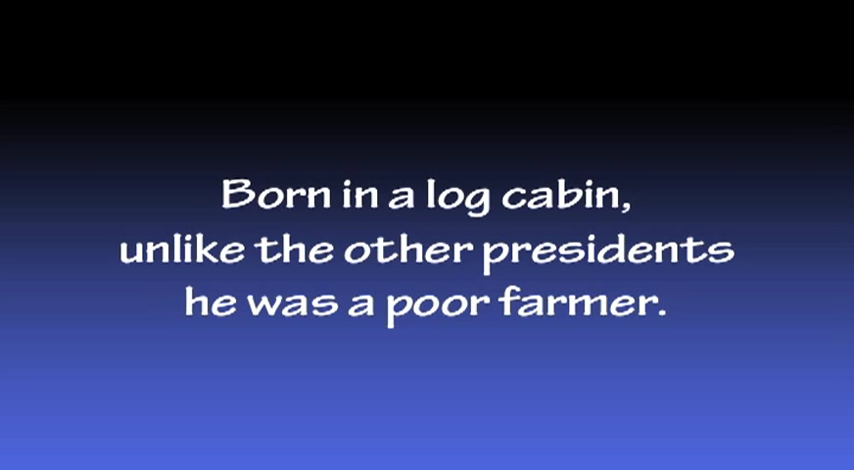 Born in a log cabin,
unlike the other presidents
he was a poor farmer.